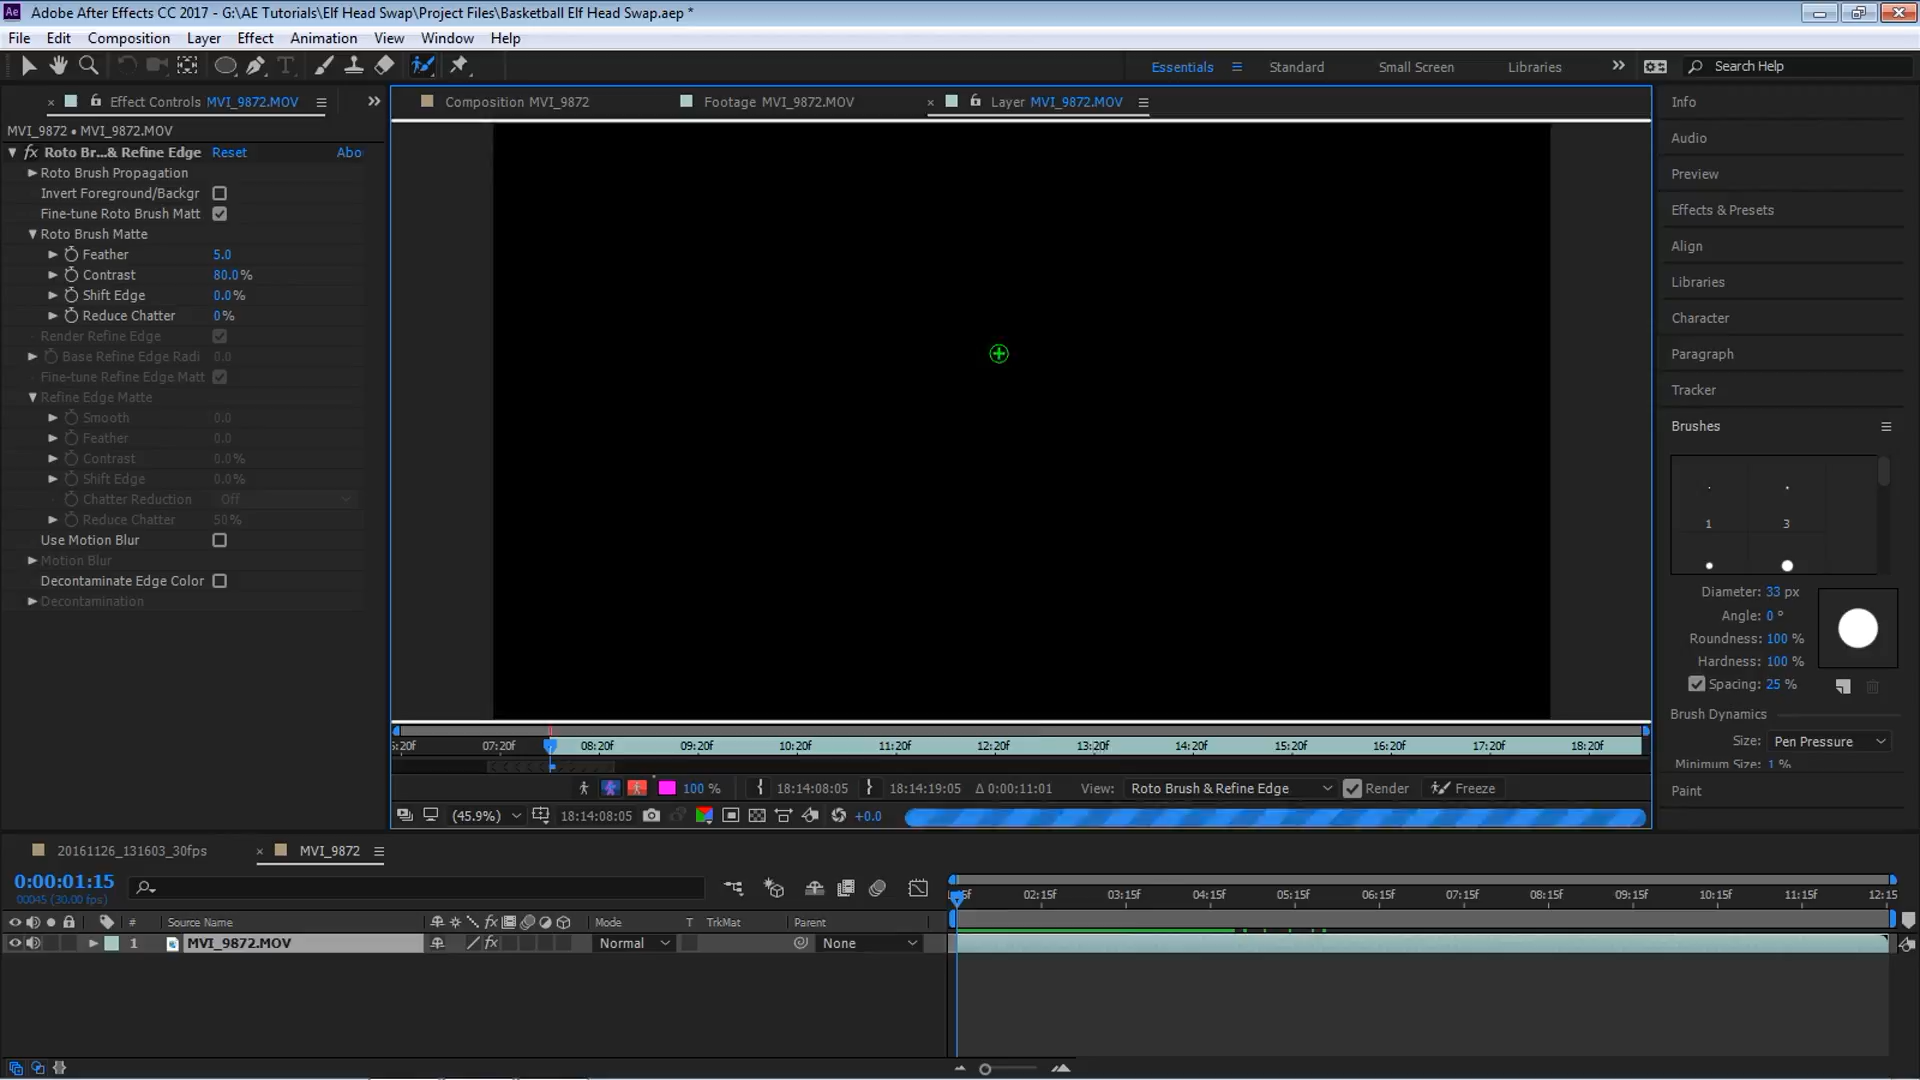 Ae Adobe After Effects CC 2017 - G:\AE Tutorials\Elf Head Swap\Project Files\Basketball Elf Head Swap.aep *
File Edit Composition Layer Effect Animation View Window Help
Essentials Standard Small Screen Libraries Search Help
Effect Controls MVI_9872.MOV
Composition MVI_9872
Footage MVI_9872.MOV
Layer MVI_9872.MOV
MVI_9872 • MVI_9872.MOV
fx Roto Br...& Refine Edge Reset Abo
Roto Brush Propagation
Invert Foreground/Backgr
Fine-tune Roto Brush Matt
Roto Brush Matte
Feather 5.0
Contrast 80.0%
Shift Edge 0.0%
Reduce Chatter 0%
Render Refine Edge
Base Refine Edge Radi 0.0
Fine-tune Refine Edge Matt
Refine Edge Matte
Smooth 0.0
Feather 0.0
Contrast 0.0%
Shift Edge 0.0%
Chatter Reduction Off
Reduce Chatter 50%
Use Motion Blur
Motion Blur
Decontaminate Edge Color
Decontamination
Info
Audio
Preview
Effects & Presets
Align
Libraries
Character
Paragraph
Tracker
Brushes
1 3
Diameter: 33 px
Angle: 0 °
Roundness: 100 %
Hardness: 100 %
Spacing: 25 %
Brush Dynamics
Size: Pen Pressure
Minimum Size: 1 %
Paint
5:20f 07:20f 08:20f 09:20f 10:20f 11:20f 12:20f 13:20f 14:20f 15:20f 16:20f 17:20f 18:20f
100 % 18:14:08:05 18:14:19:05 Δ 0:00:11:01 View: Roto Brush & Refine Edge Render Freeze
(45.9%) 18:14:08:05 +0.0
20161126_131603_30fps MVI_9872
0:00:01:15
00045 (30.00 fps)
02:15f 03:15f 04:15f 05:15f 06:15f 07:15f 08:15f 09:15f 10:15f 11:15f 12:15
# Source Name fx Mode T TrkMat Parent
1 MVI_9872.MOV fx Normal None